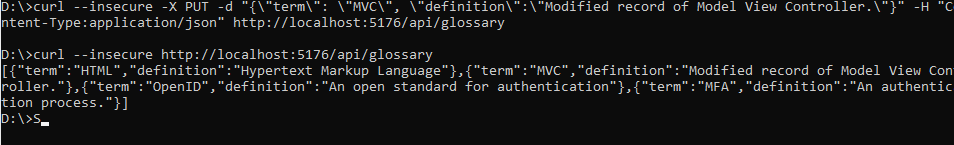 D:\>curl --insecure -X PUT -d "{\"term\": \"MVC\", \"definition\":\"Modified record of Model View Controller.\"}" -H "Co
ntent-Type:application/json" http://localhost:5176/api/glossary
D:\>curl --insecure http://localhost:5176/api/glossary
[{"term":"HTML","definition":"Hypertext Markup Language"},{"term":"MVC","definition":"Modified record of Model View Cont
roller."},{"term":"OpenID","definition":"An open standard for authentication"},{"term":"MFA","definition":"An authentica
tion process."}]
D:\>S